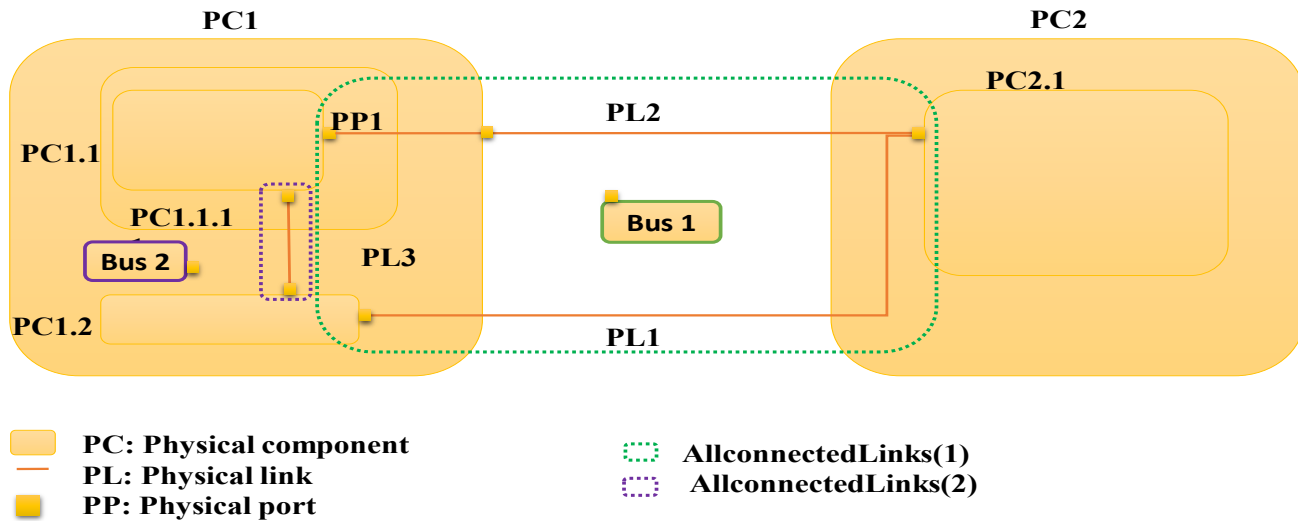 PC1
PC2
PC2.1
PL2
PP1
PC1.1
PC1.1.1
Bus 1
Bus 2
PL3
PC1.2
PL1
PC: Physical component
PL: Physical link
PP: Physical port
AllconnectedLinks(1)
AllconnectedLinks(2)